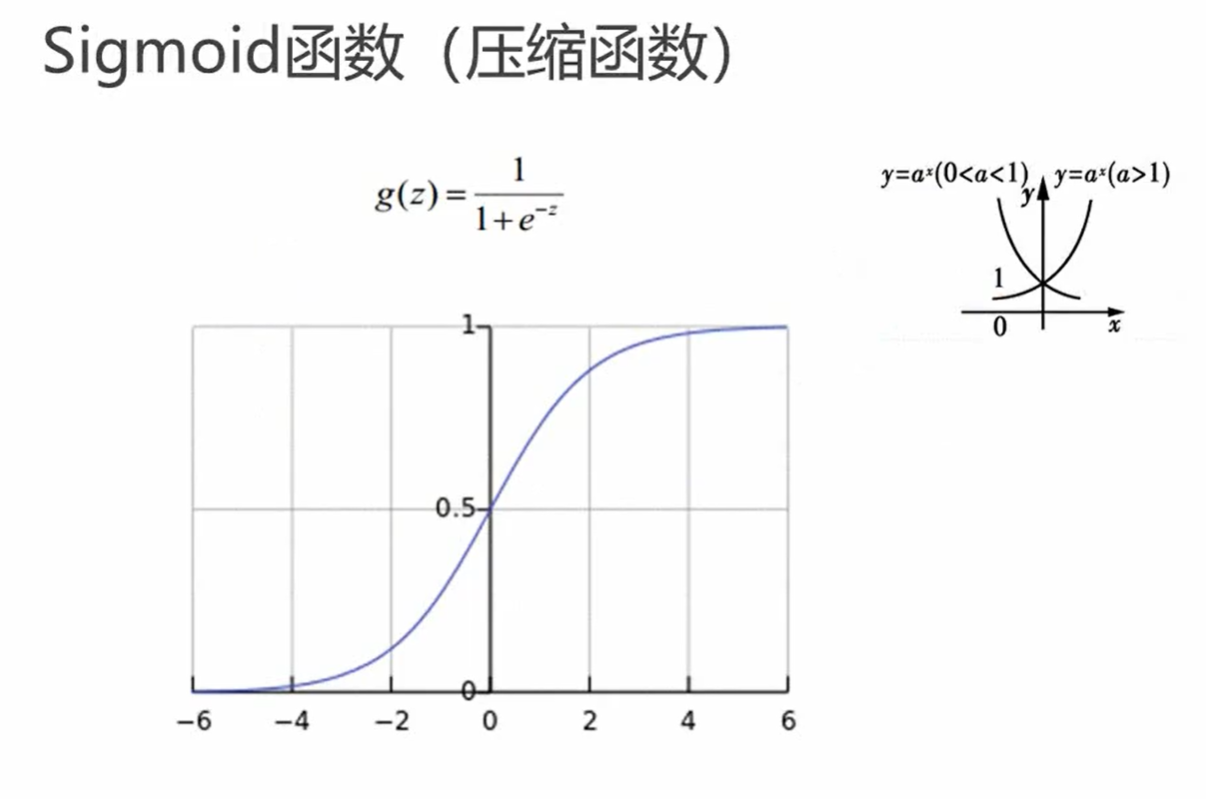 Sigmoid函数（压缩函数）
g(z)=1/(1+e^{-z})
y=a^x(0<a<1) y=a^x(a>1)
y
1
0 x
1
0.5
0
−6 −4 −2 0 2 4 6